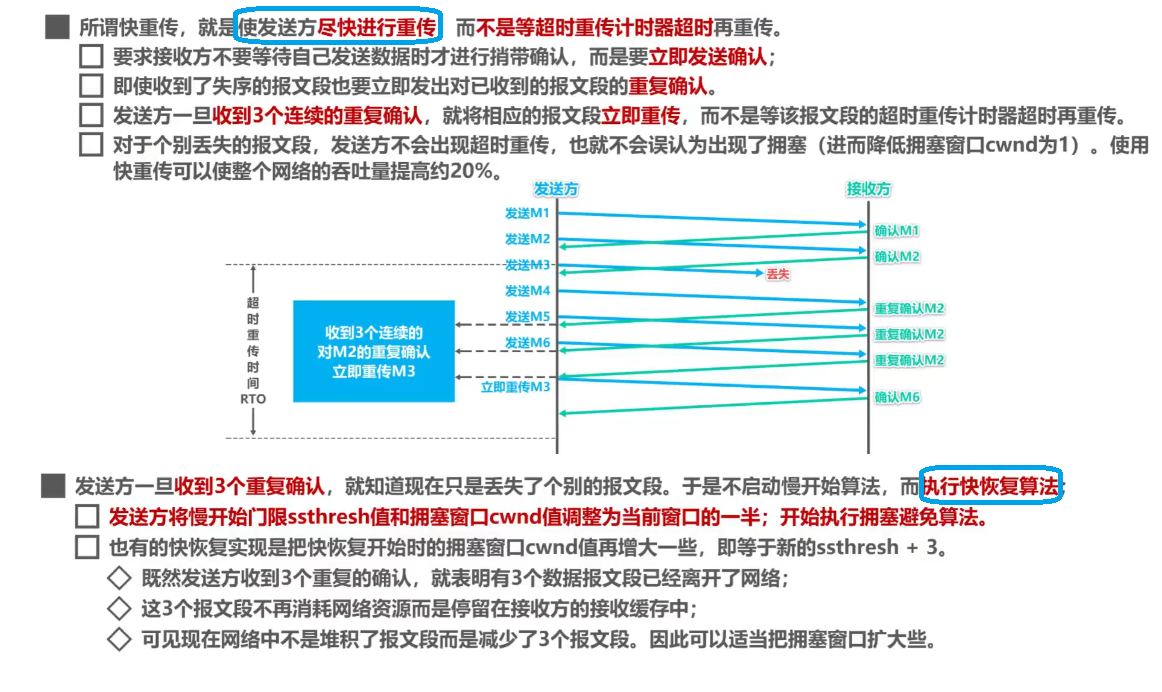 所谓快重传，就是使发送方尽快进行重传，而不是等超时重传计时器超时再重传。
要求接收方不要等待自己发送数据时才进行捎带确认，而是要立即发送确认；
即使收到了失序的报文段也要立即发出对已收到的报文段的重复确认。
发送方一旦收到3个连续的重复确认，就将相应的报文段立即重传，而不是等该报文段的超时重传计时器超时再重传。
对于个别丢失的报文段，发送方不会出现超时重传，也就不会误认为出现了拥塞（进而降低拥塞窗口cwnd为1）。使用
快重传可以使整个网络的吞吐量提高约20%。
发送方
接收方
发送M1
确认M1
发送M2
确认M2
发送M3
丢失
发送M4
重复确认M2
发送M5
重复确认M2
发送M6
重复确认M2
立即重传M3
确认M6
超
时
重
传
时
间
RTO
收到3个连续的
对M2的重复确认
立即重传M3
发送方一旦收到3个重复确认，就知道现在只是丢失了个别的报文段。于是不启动慢开始算法，而执行快恢复算法；
发送方将慢开始门限ssthresh值和拥塞窗口cwnd值调整为当前窗口的一半；开始执行拥塞避免算法。
也有的快恢复实现是把快恢复开始时的拥塞窗口cwnd值再增大一些，即等于新的ssthresh + 3。
既然发送方收到3个重复的确认，就表明有3个数据报文段已经离开了网络；
这3个报文段不再消耗网络资源而是停留在接收方的接收缓存中；
可见现在网络中不是堆积了报文段而是减少了3个报文段。因此可以适当把拥塞窗口扩大些。